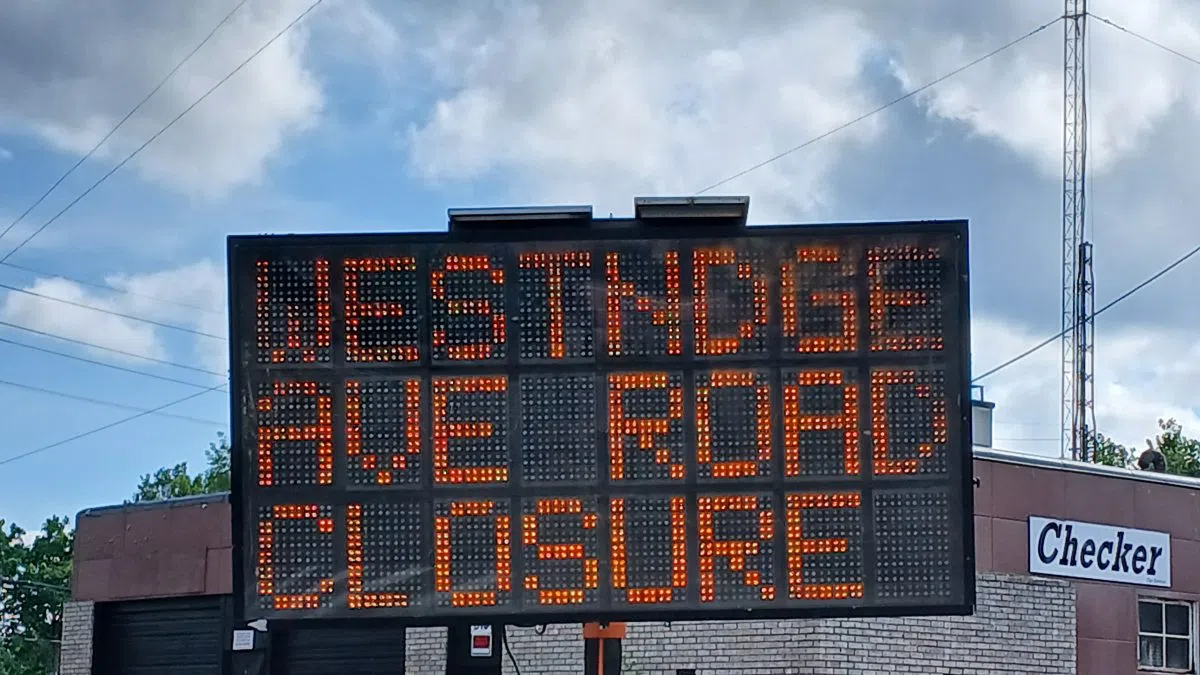 WESTNDGE
AVE ROAD
CLOSURE
Checker